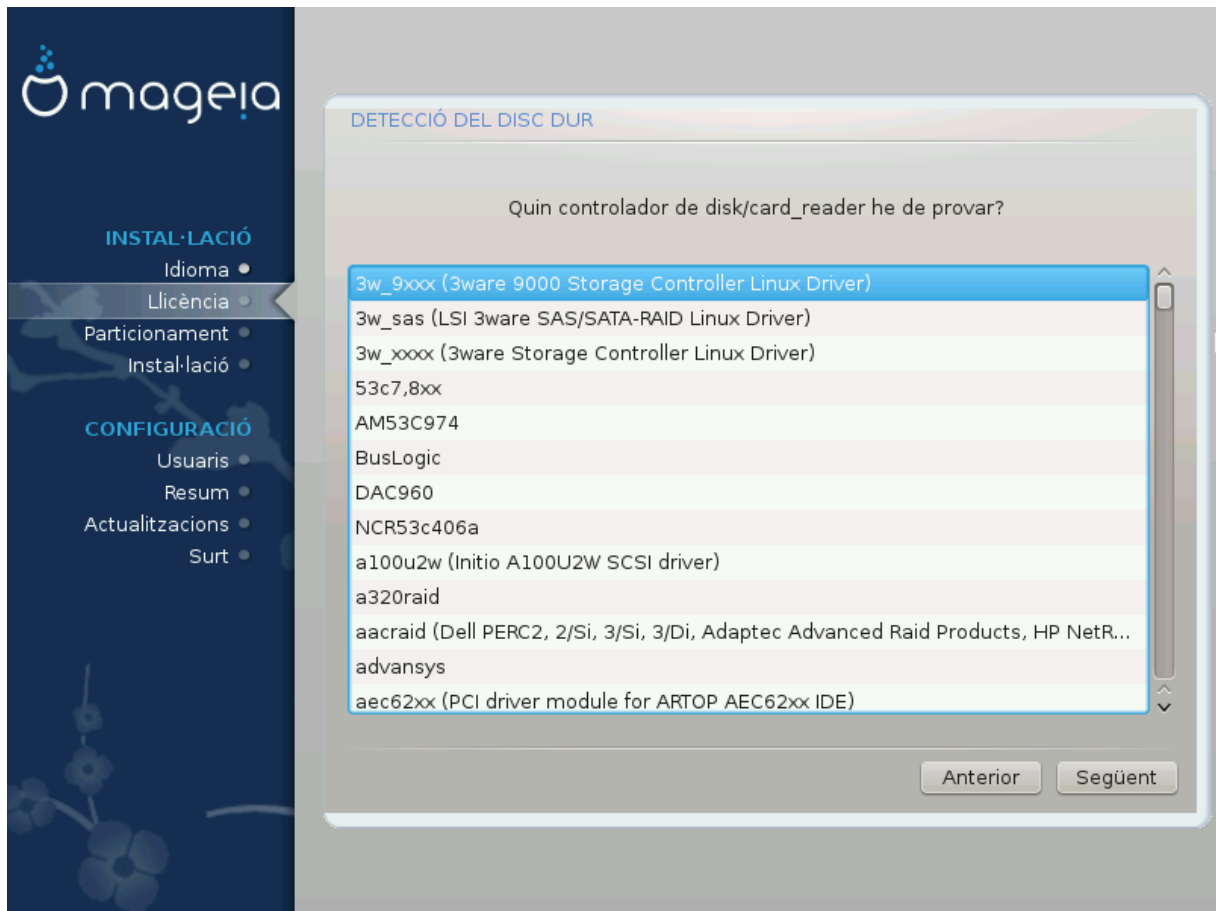 mageia
INSTAL·LACIÓ
Idioma
Llicència
Particionament
Instal·lació
CONFIGURACIÓ
Usuaris
Resum
Actualitzacions
Surt
DETECCIÓ DEL DISC DUR
Quin controlador de disk/card_reader he de provar?
3w_9xxx (3ware 9000 Storage Controller Linux Driver)
3w_sas (LSI 3ware SAS/SATA-RAID Linux Driver)
3w_xxxx (3ware Storage Controller Linux Driver)
53c7,8xx
AM53C974
BusLogic
DAC960
NCR53c406a
a100u2w (Initio A100U2W SCSI driver)
a320raid
aacraid (Dell PERC2, 2/Si, 3/Si, 3/Di, Adaptec Advanced Raid Products, HP NetR...
advansys
aec62xx (PCI driver module for ARTOP AEC62xx IDE)
Anterior
Següent